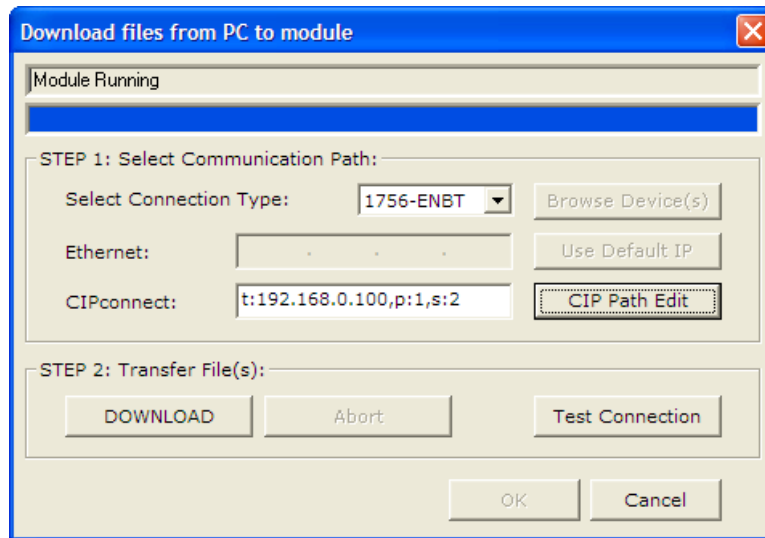 Download files from PC to module
Module Running
STEP 1: Select Communication Path:
Select Connection Type: 1756-ENBT Browse Device(s)
Ethernet: . . . Use Default IP
CIPconnect: t:192.168.0.100,p:1,s:2 CIP Path Edit
STEP 2: Transfer File(s):
DOWNLOAD Abort Test Connection
OK Cancel